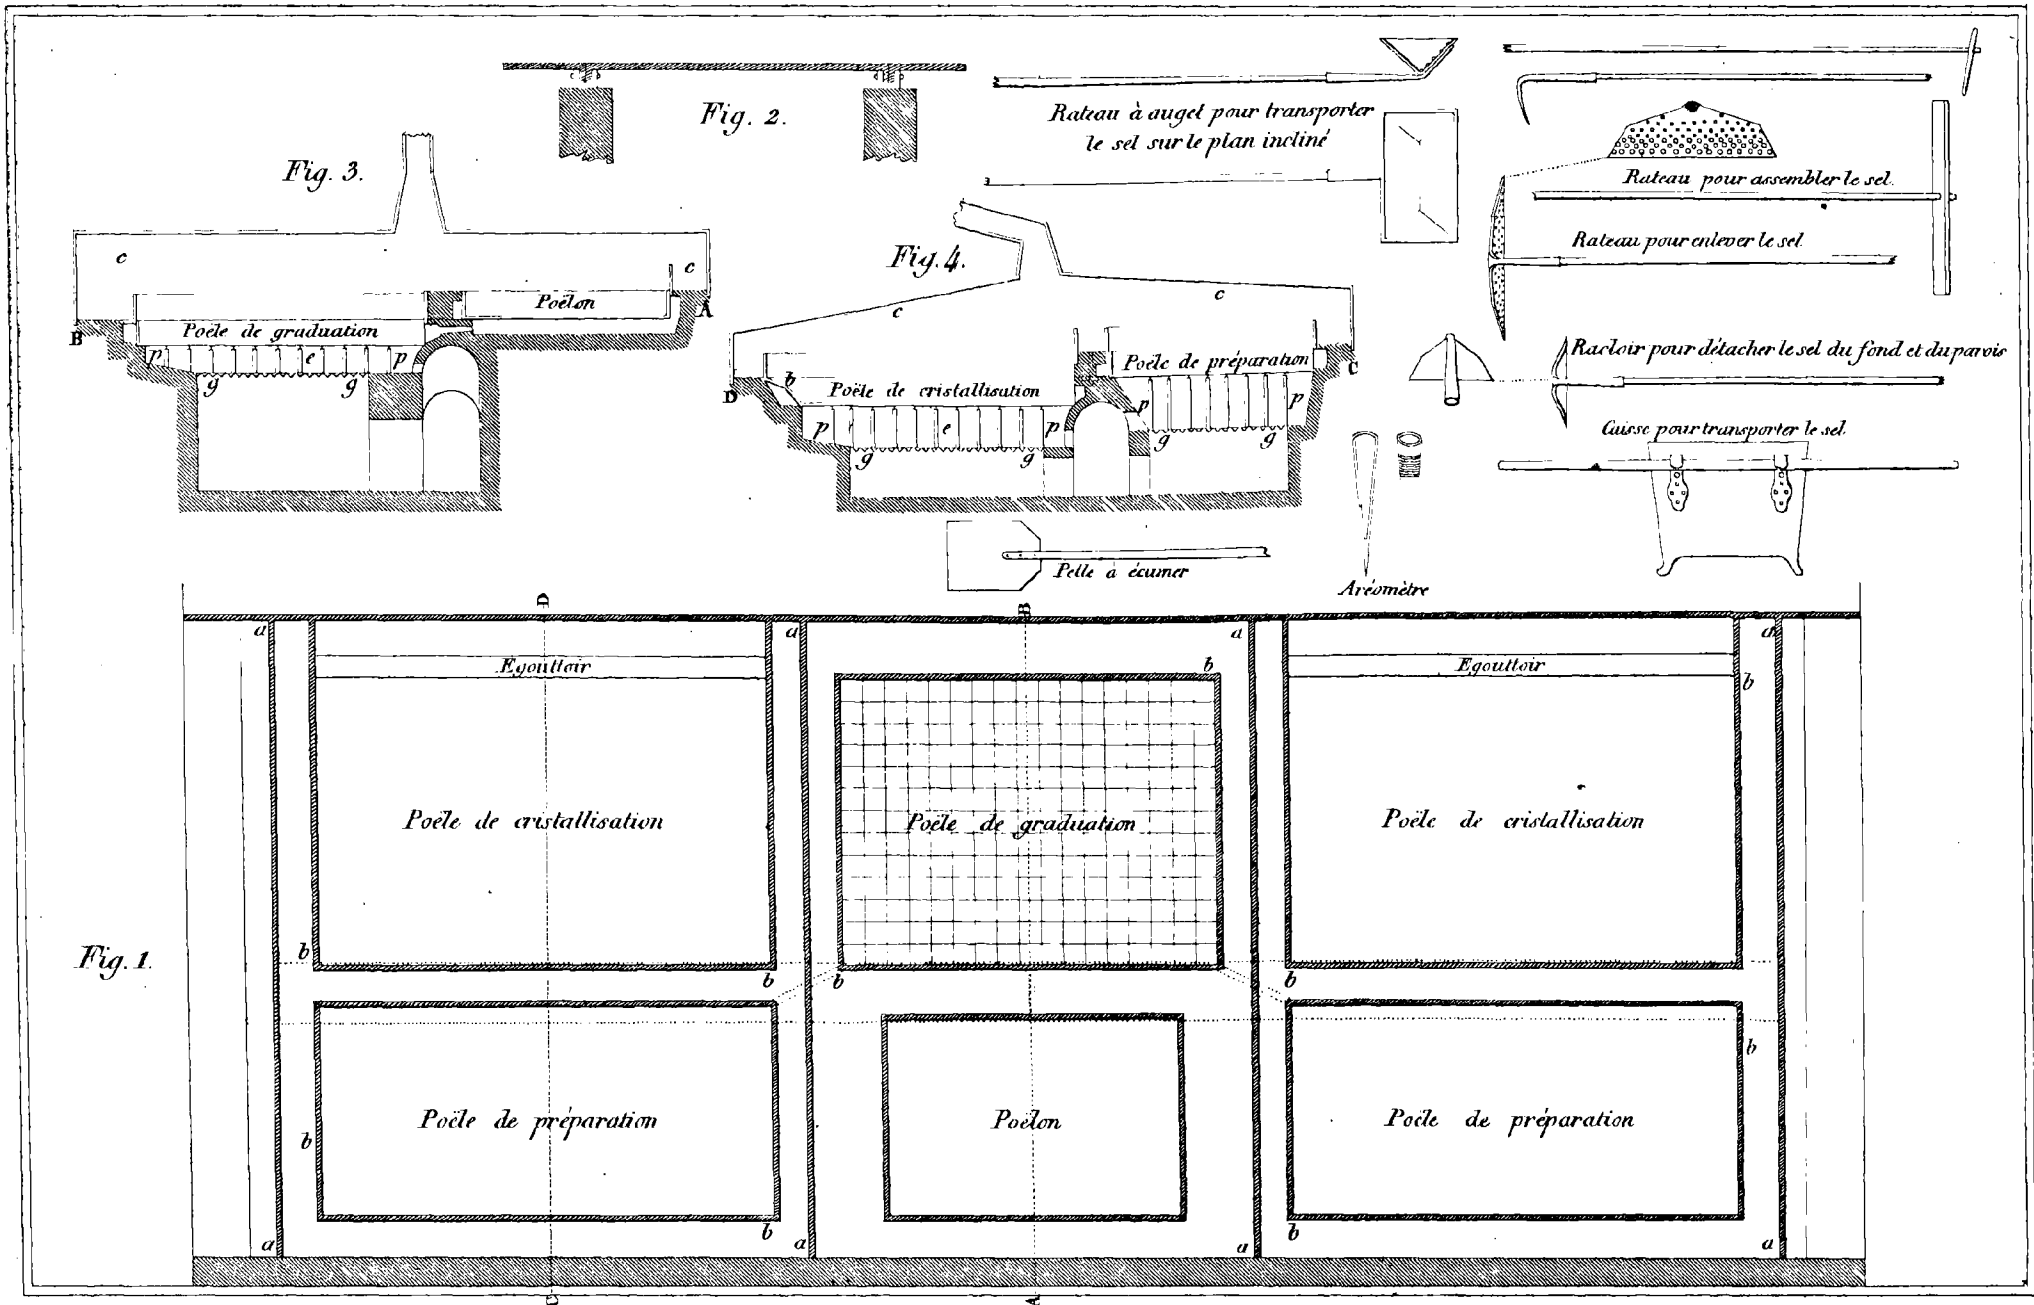 Fig. 2.
Rateau à auget pour transporter
le sel sur le plan incliné
Rateau pour assembler le sel.
Rateau pour enlever le sel.
Racloir pour détacher le sel du fond et du parois
Caisse pour transporter le sel.
Aréomètre
Pelle à écumer
Fig. 3.
c
c
Poëlon
A
B
Poële de graduation
p
e
p
g
g
Fig. 4.
c
c
Poële de préparation
C
D
b
Poële de cristallisation
p
p
p
e
p
g
g
g
g
Fig. 1.
D
B
a
a
a
a
Egouttoir
b
Egouttoir
b
Poële de cristallisation
Poële de graduation
Poële de cristallisation
b
b
b
b
b
Poële de préparation
Poëlon
Poële de préparation
b
b
b
a
a
a
a
C
A